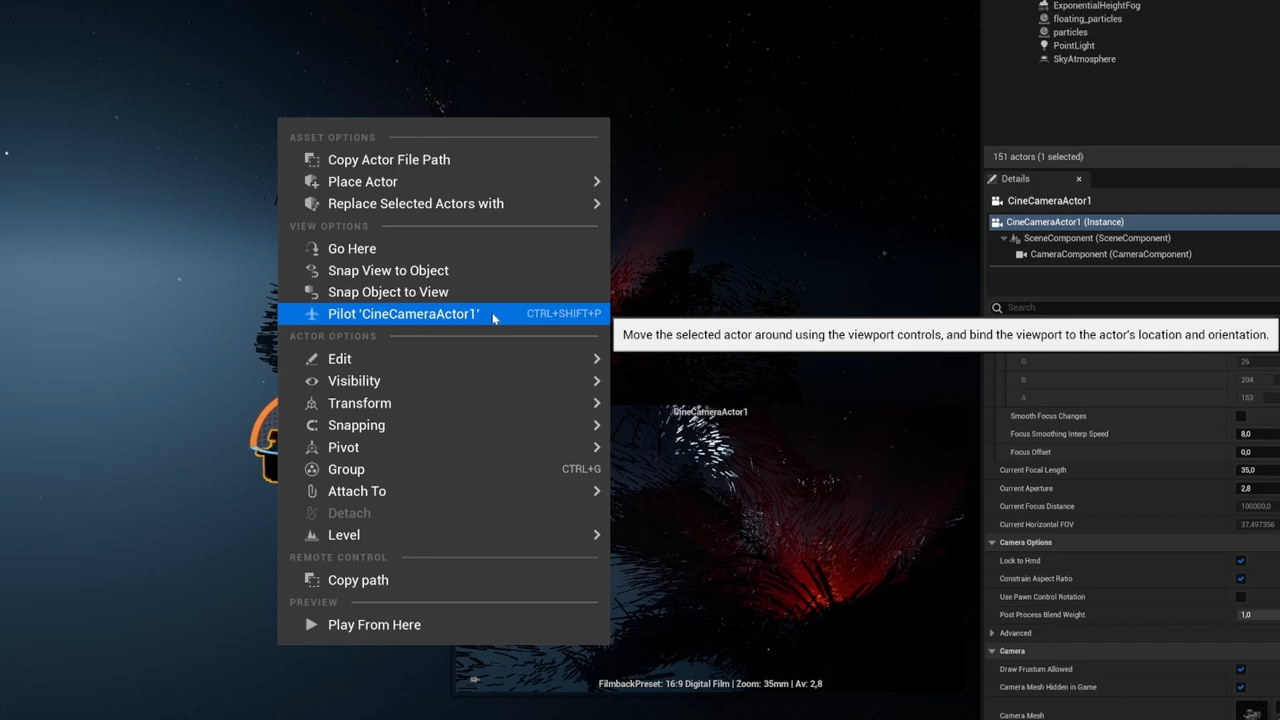 ExponentialHeightFog
floating_particles
particles
PointLight
SkyAtmosphere
151 actors (1 selected)
Details
CineCameraActor1
CineCameraActor1 (Instance)
SceneComponent (SceneComponent)
CameraComponent (CameraComponent)
Search
G 26
B 204
A 153
Smooth Focus Changes
Focus Smoothing Interp Speed 8,0
Focus Offset 0,0
Current Focal Length 35,0
Current Aperture 2,8
Current Focus Distance 100000,0
Current Horizontal FOV 37,497356
Camera Options
Lock to Hmd
Constrain Aspect Ratio
Use Pawn Control Rotation
Post Process Blend Weight 1,0
Advanced
Camera
Draw Frustum Allowed
Camera Mesh Hidden in Game
Camera Mesh
ASSET OPTIONS
Copy Actor File Path
Place Actor
Replace Selected Actors with
VIEW OPTIONS
Go Here
Snap View to Object
Snap Object to View
Pilot 'CineCameraActor1' CTRL+SHIFT+P
Move the selected actor around using the viewport controls, and bind the viewport to the actor's location and orientation.
ACTOR OPTIONS
Edit
Visibility
Transform
Snapping
Pivot
Group CTRL+G
Attach To
Detach
Level
REMOTE CONTROL
Copy path
PREVIEW
Play From Here
CineCameraActor1
FilmbackPreset: 16:9 Digital Film | Zoom: 35mm | Av: 2,8